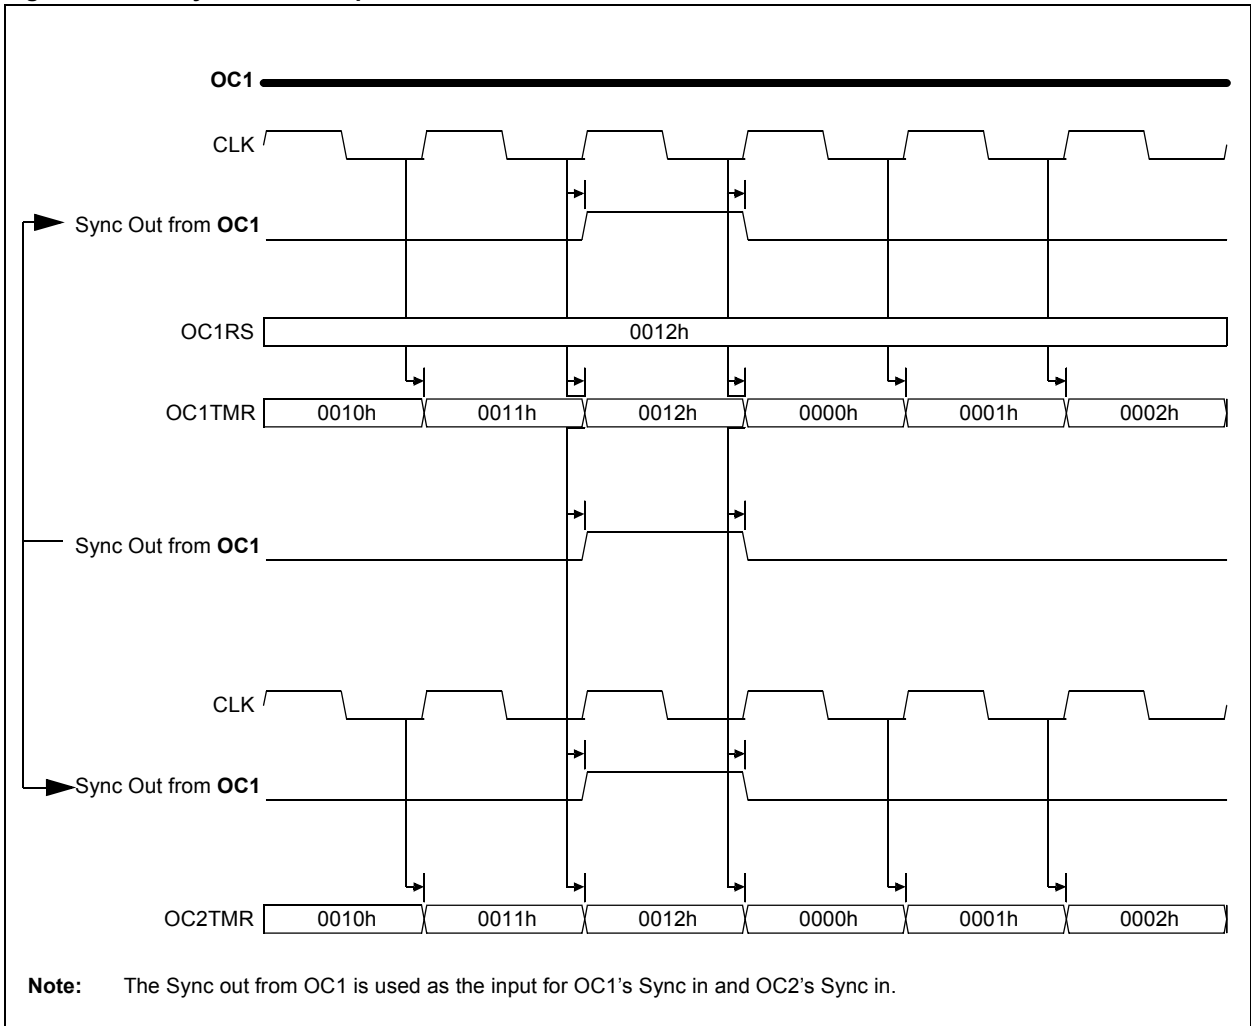 OC1
CLK
Sync Out from OC1
OC1RS 0012h
OC1TMR 0010h 0011h 0012h 0000h 0001h 0002h
Sync Out from OC1
CLK
Sync Out from OC1
OC2TMR 0010h 0011h 0012h 0000h 0001h 0002h
Note: The Sync out from OC1 is used as the input for OC1's Sync in and OC2's Sync in.